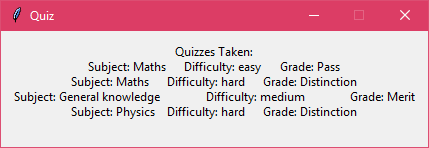 Quiz
Quizzes Taken:
Subject: Maths Difficulty: easy Grade: Pass
Subject: Maths Difficulty: hard Grade: Distinction
Subject: General knowledge Difficulty: medium Grade: Merit
Subject: Physics Difficulty: hard Grade: Distinction